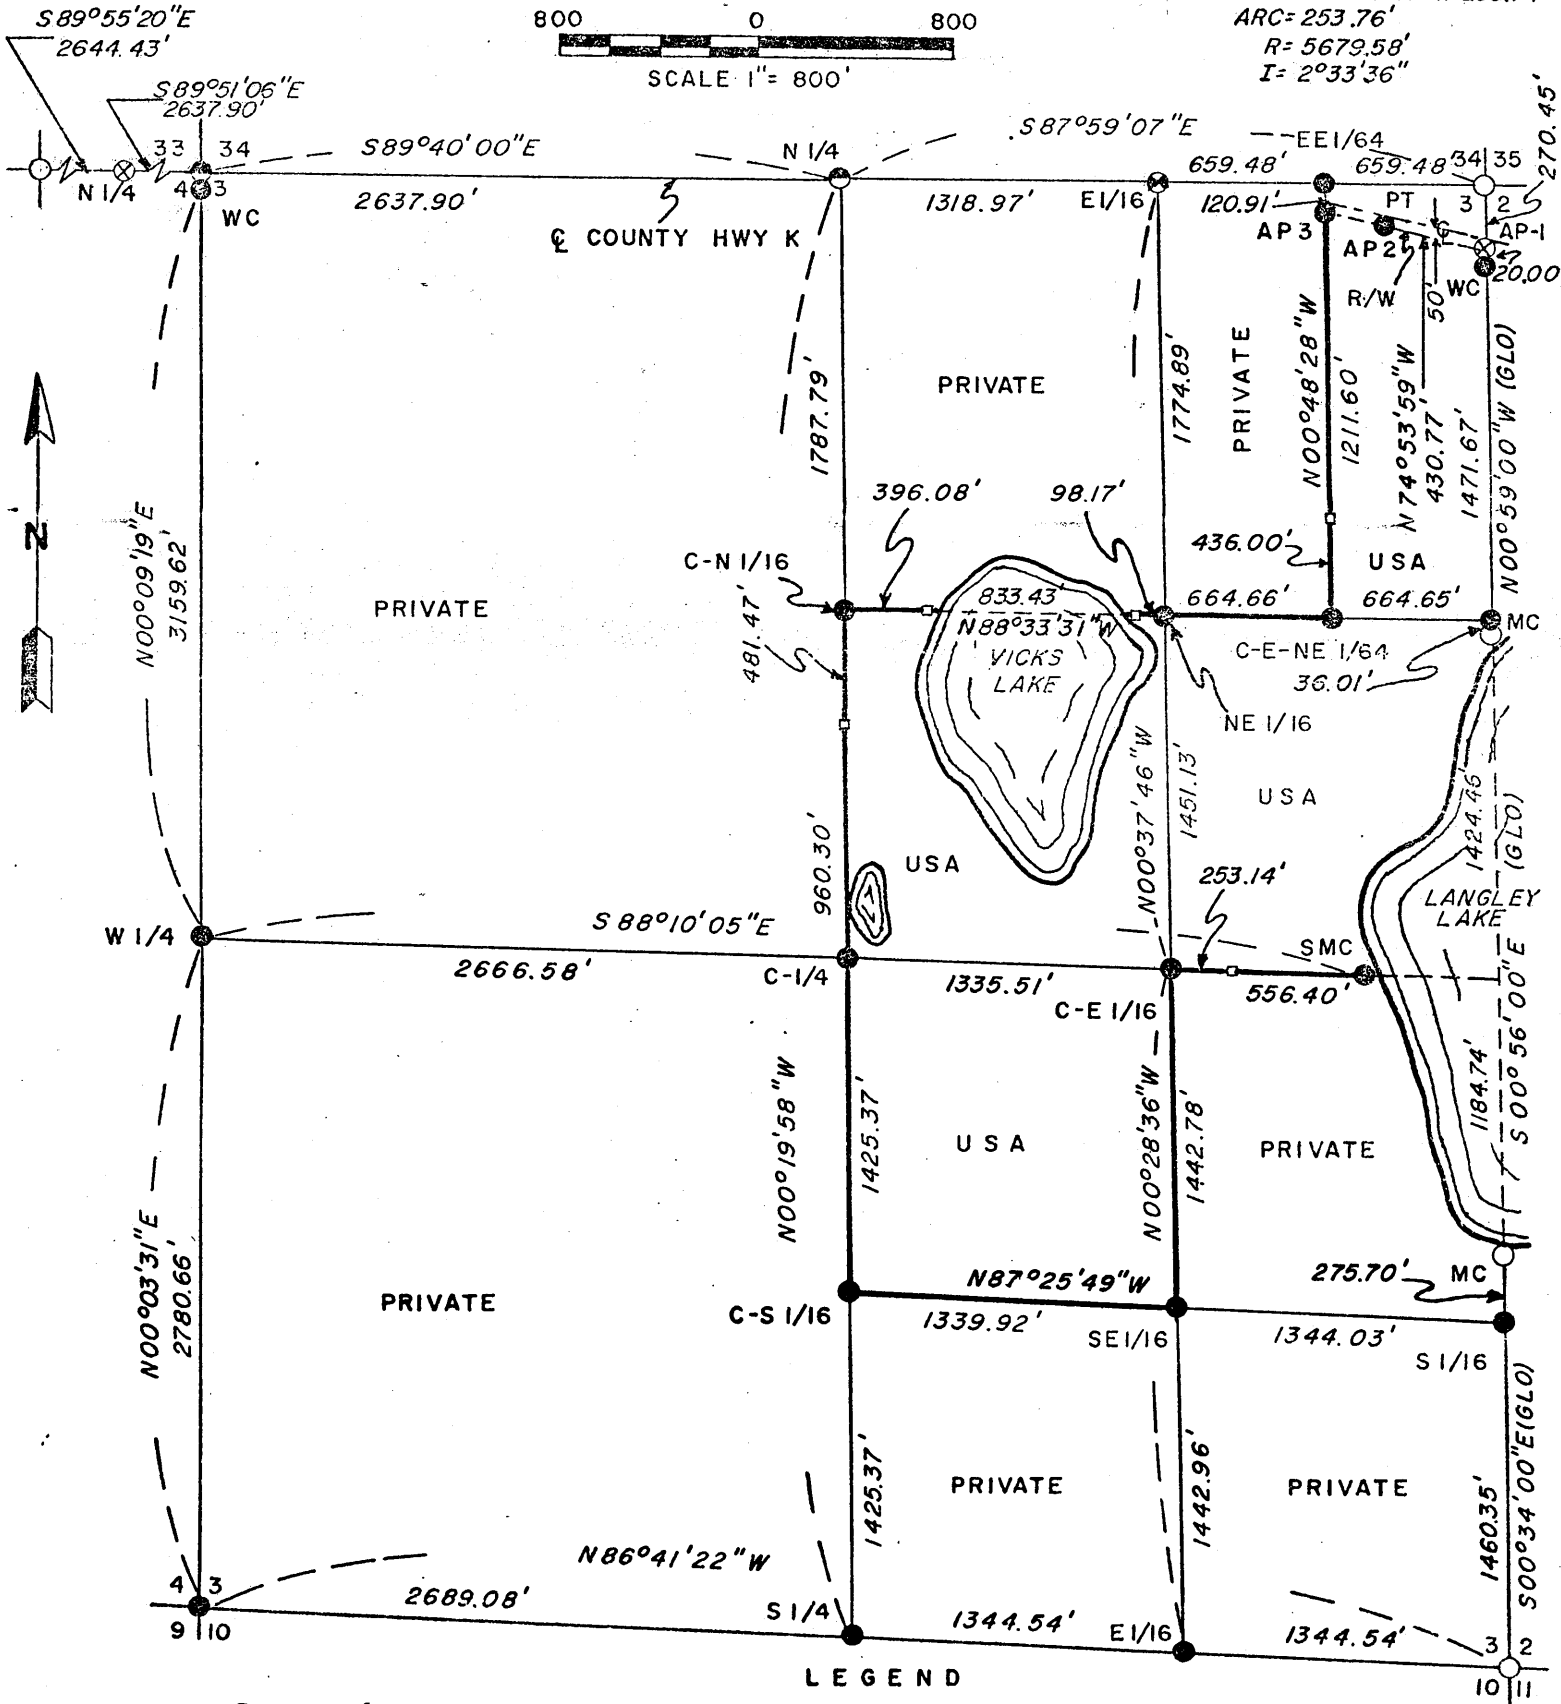 S89°55'20"E
2644.43'
S89°51'06"E
2637.90'
800 0 800
SCALE 1"= 800'
ARC= 253.76'
R= 5679.58'
I= 2°33'36"
270.45'
33 34
S89°40'00"E
N 1/4
S87°59'07"E
EE1/64
659.48' 659.48'
34 35
N 1/4
4 3
WC
2637.90'
℄ COUNTY HWY K
1318.97'
E1/16
120.91'
PT
3 2
AP 3
AP2
℄
AP-1
R/W
50'
WC
20.00
N
PRIVATE
PRIVATE
1787.79'
1774.89'
N00°48'28"W
1211.60'
N74°53'59"W
430.77'
1471.67'
N00°59'00"W (GLO)
396.08'
98.17'
436.00'
USA
N00°09'19"E
3159.62'
PRIVATE
C-N 1/16
833.43'
N88°33'31"W
664.66'
664.65'
MC
481.47'
VICKS
LAKE
C-E-NE 1/64
36.01'
NE 1/16
N00°37'46"W
1451.13'
USA
1424.46'
(GLO)
960.30'
USA
253.14'
LANGLEY
LAKE
W 1/4
S 88°10'05"E
SMC
2666.58'
C-1/4
1335.51'
C-E 1/16
556.40'
S 00°56'00"E
N00°19'58"W
1425.37'
USA
N00°28'36"W
1442.78'
PRIVATE
1184.74'
N00°03'31"E
2780.66'
PRIVATE
C-S 1/16
N87°25'49"W
1339.92'
SE1/16
275.70'
MC
1344.03'
S 1/16
1425.37'
PRIVATE
1442.96'
PRIVATE
1460.35'
S00°34'00"E(GLO)
4 3
9 10
2689.08'
N86°41'22"W
S 1/4
1344.54'
E 1/16
1344.54'
3 2
10 11
LEGEND